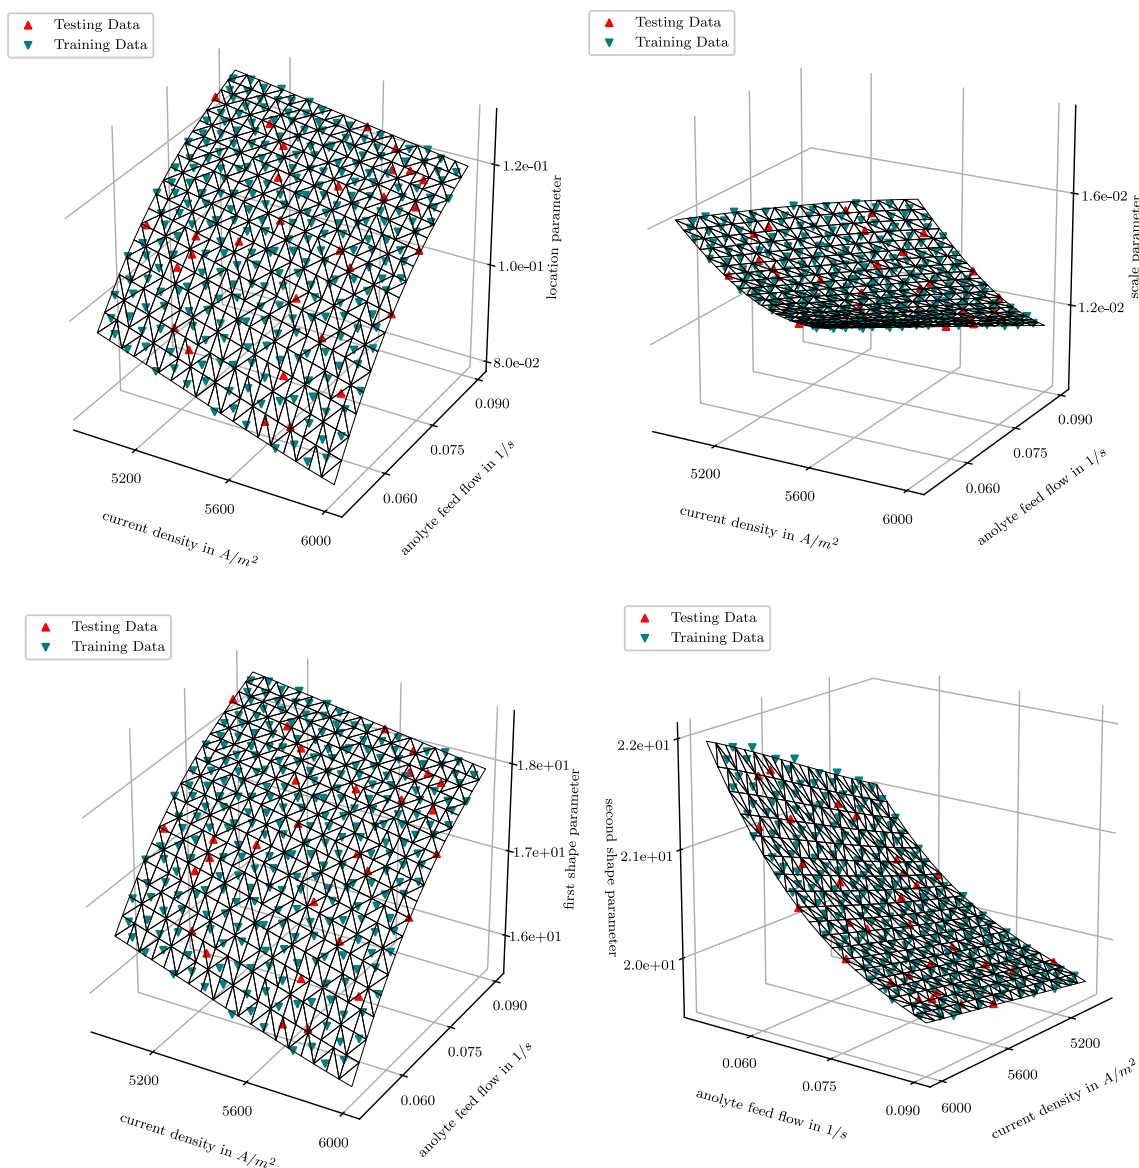 Testing Data
Training Data
1.2e−01
1.0e−01
8.0e−02
location parameter
0.090
0.075
0.060
anolyte feed flow in 1/s
5200
5600
6000
current density in A/m²
Testing Data
Training Data
1.6e−02
1.2e−02
scale parameter
0.090
0.075
0.060
anolyte feed flow in 1/s
5200
5600
6000
current density in A/m²
Testing Data
Training Data
1.8e+01
1.7e+01
1.6e+01
first shape parameter
0.090
0.075
0.060
anolyte feed flow in 1/s
5200
5600
6000
current density in A/m²
Testing Data
Training Data
2.2e+01
2.1e+01
2.0e+01
second shape parameter
0.060
0.075
0.090
anolyte feed flow in 1/s
5200
5600
6000
current density in A/m²